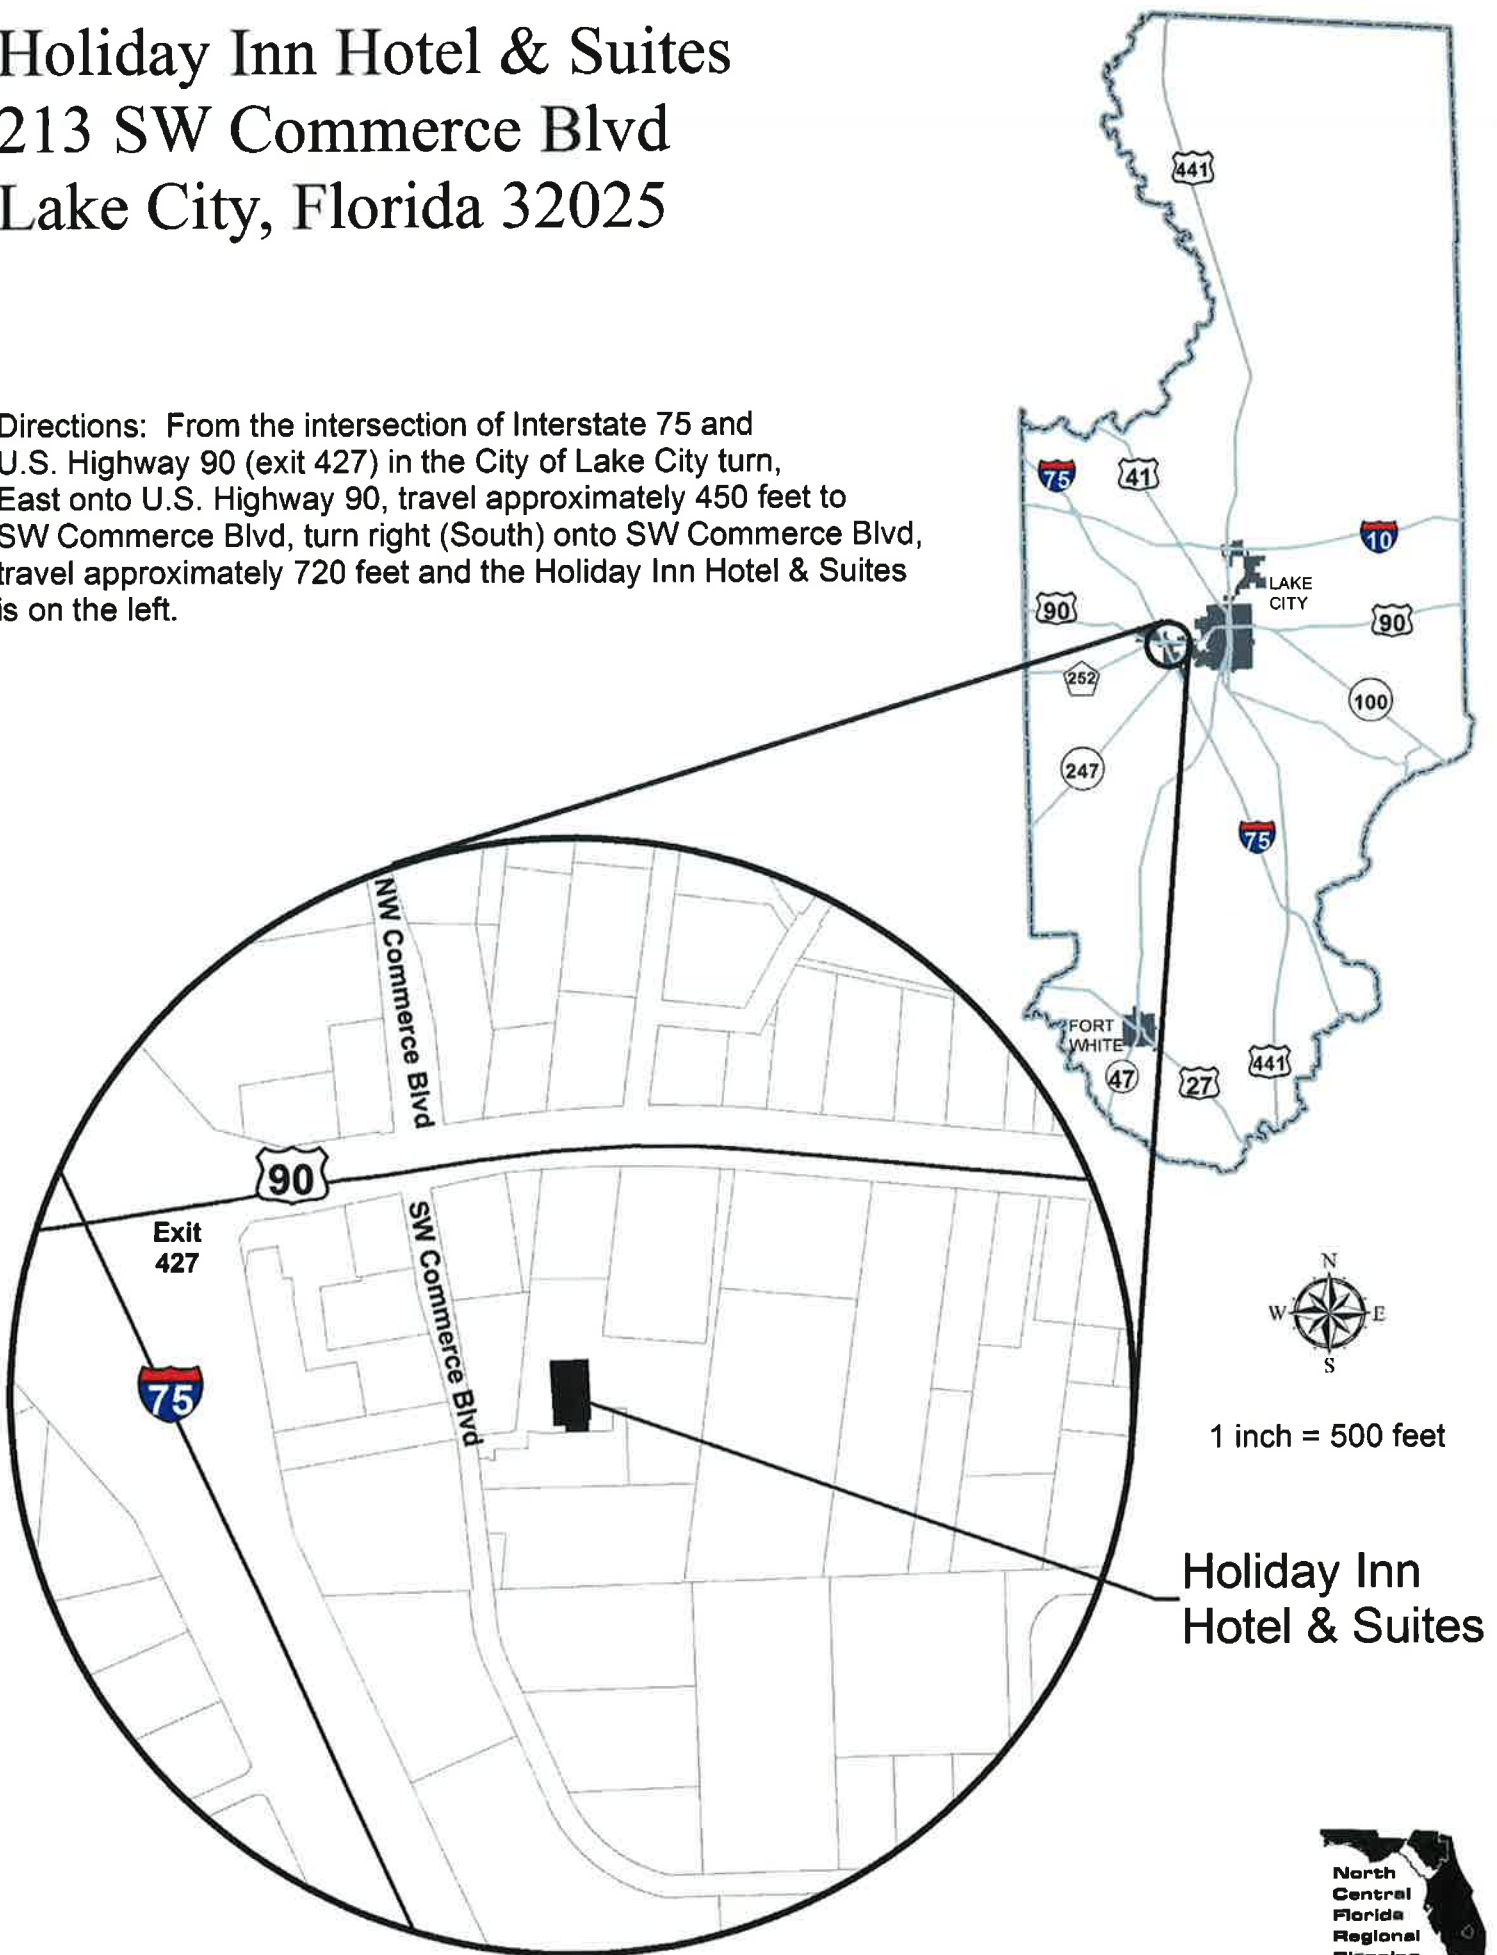 Holiday Inn Hotel & Suites
213 SW Commerce Blvd
Lake City, Florida 32025
Directions: From the intersection of Interstate 75 and
U.S. Highway 90 (exit 427) in the City of Lake City turn,
East onto U.S. Highway 90, travel approximately 450 feet to
SW Commerce Blvd, turn right (South) onto SW Commerce Blvd,
travel approximately 720 feet and the Holiday Inn Hotel & Suites
is on the left.
441
75
41
10
LAKE
CITY
90
90
252
100
247
75
FORT
WHITE
47
27
441
NW Commerce Blvd
90
Exit
427
SW Commerce Blvd
75
N
W
E
S
1 inch = 500 feet
Holiday Inn
Hotel & Suites
North
Central
Florida
Regional